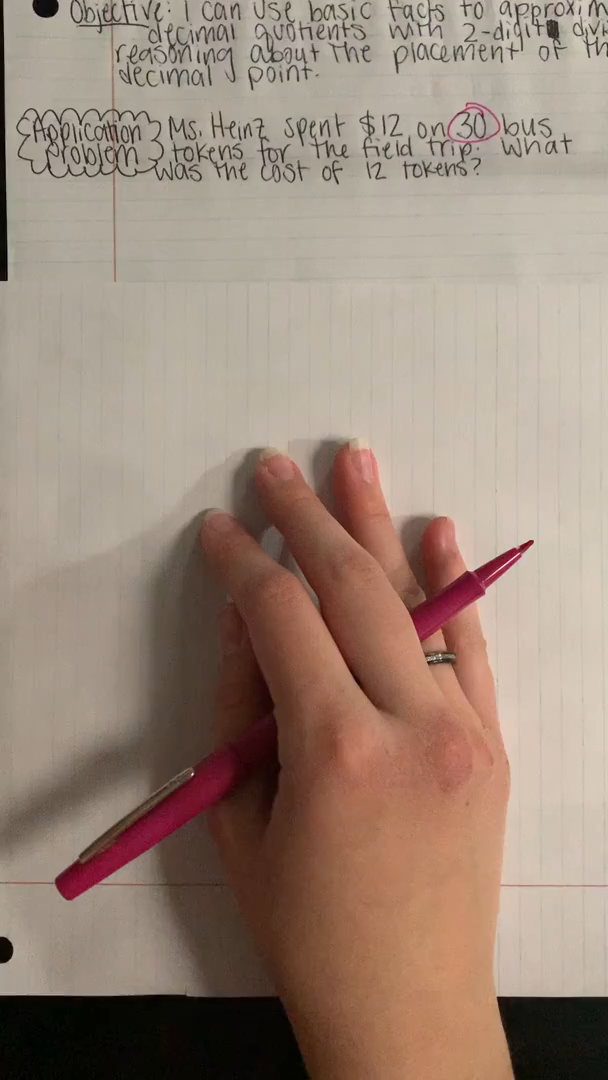 Objective: I can use basic facts to approxim
decimal quotients with 2-digit divi
reasoning about the placement of th
decimal point.
Application Problem
Ms. Heinz spent $12 on 30 bus
tokens for the field trip. What
was the cost of 12 tokens?